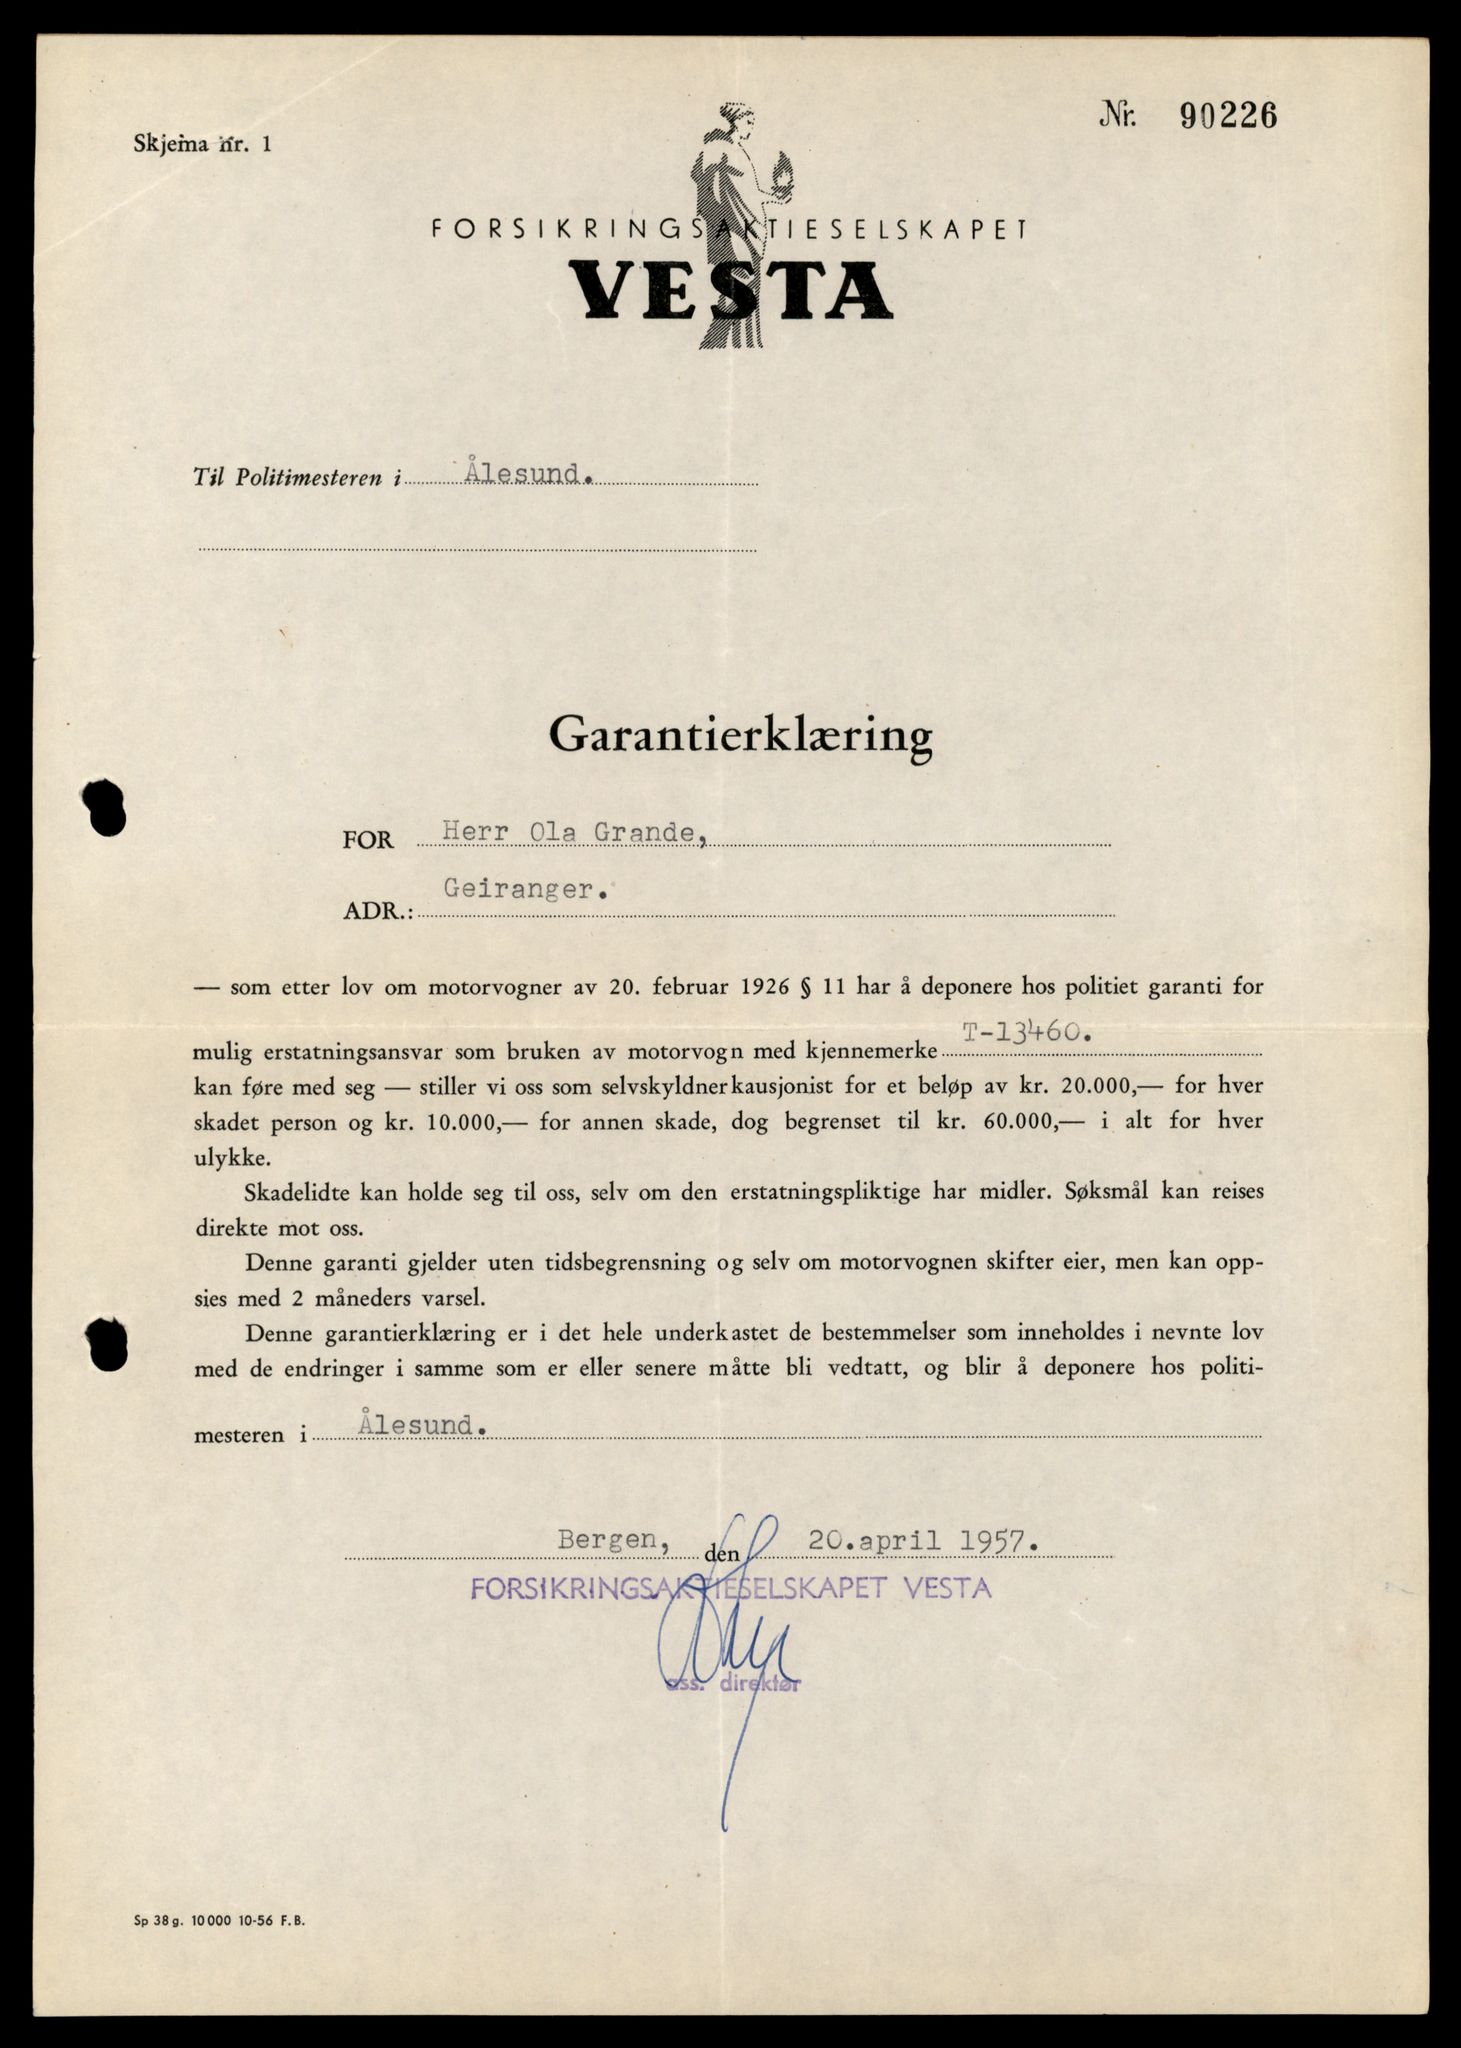 Skjema nr. 1
Nr. 90226
FORSIKRINGSAKTIESELSKAPET
VESTA
Til Politimesteren i Ålesund.
Garantierklæring
FOR Herr Ola Grande,
ADR.: Geiranger.
— som etter lov om motorvogner av 20. februar 1926 § 11 har å deponere hos politiet garanti for
mulig erstatningsansvar som bruken av motorvogn med kjennemerke T-13460.
kan føre med seg — stiller vi oss som selvskyldnerkausjonist for et beløp av kr. 20.000,— for hver
skadet person og kr. 10.000,— for annen skade, dog begrenset til kr. 60.000,— i alt for hver
ulykke.
Skadelidte kan holde seg til oss, selv om den erstatningspliktige har midler. Søksmål kan reises
direkte mot oss.
Denne garanti gjelder uten tidsbegrensning og selv om motorvognen skifter eier, men kan opp-
sies med 2 måneders varsel.
Denne garantierklæring er i det hele underkastet de bestemmelser som inneholdes i nevnte lov
med de endringer i samme som er eller senere måtte bli vedtatt, og blir å deponere hos politi-
mesteren i Ålesund.
Bergen, den 20.april 1957.
FORSIKRINGSAKTIESELSKAPET VESTA
ass. direktør
Sp 38 g. 10000 10-56 F.B.